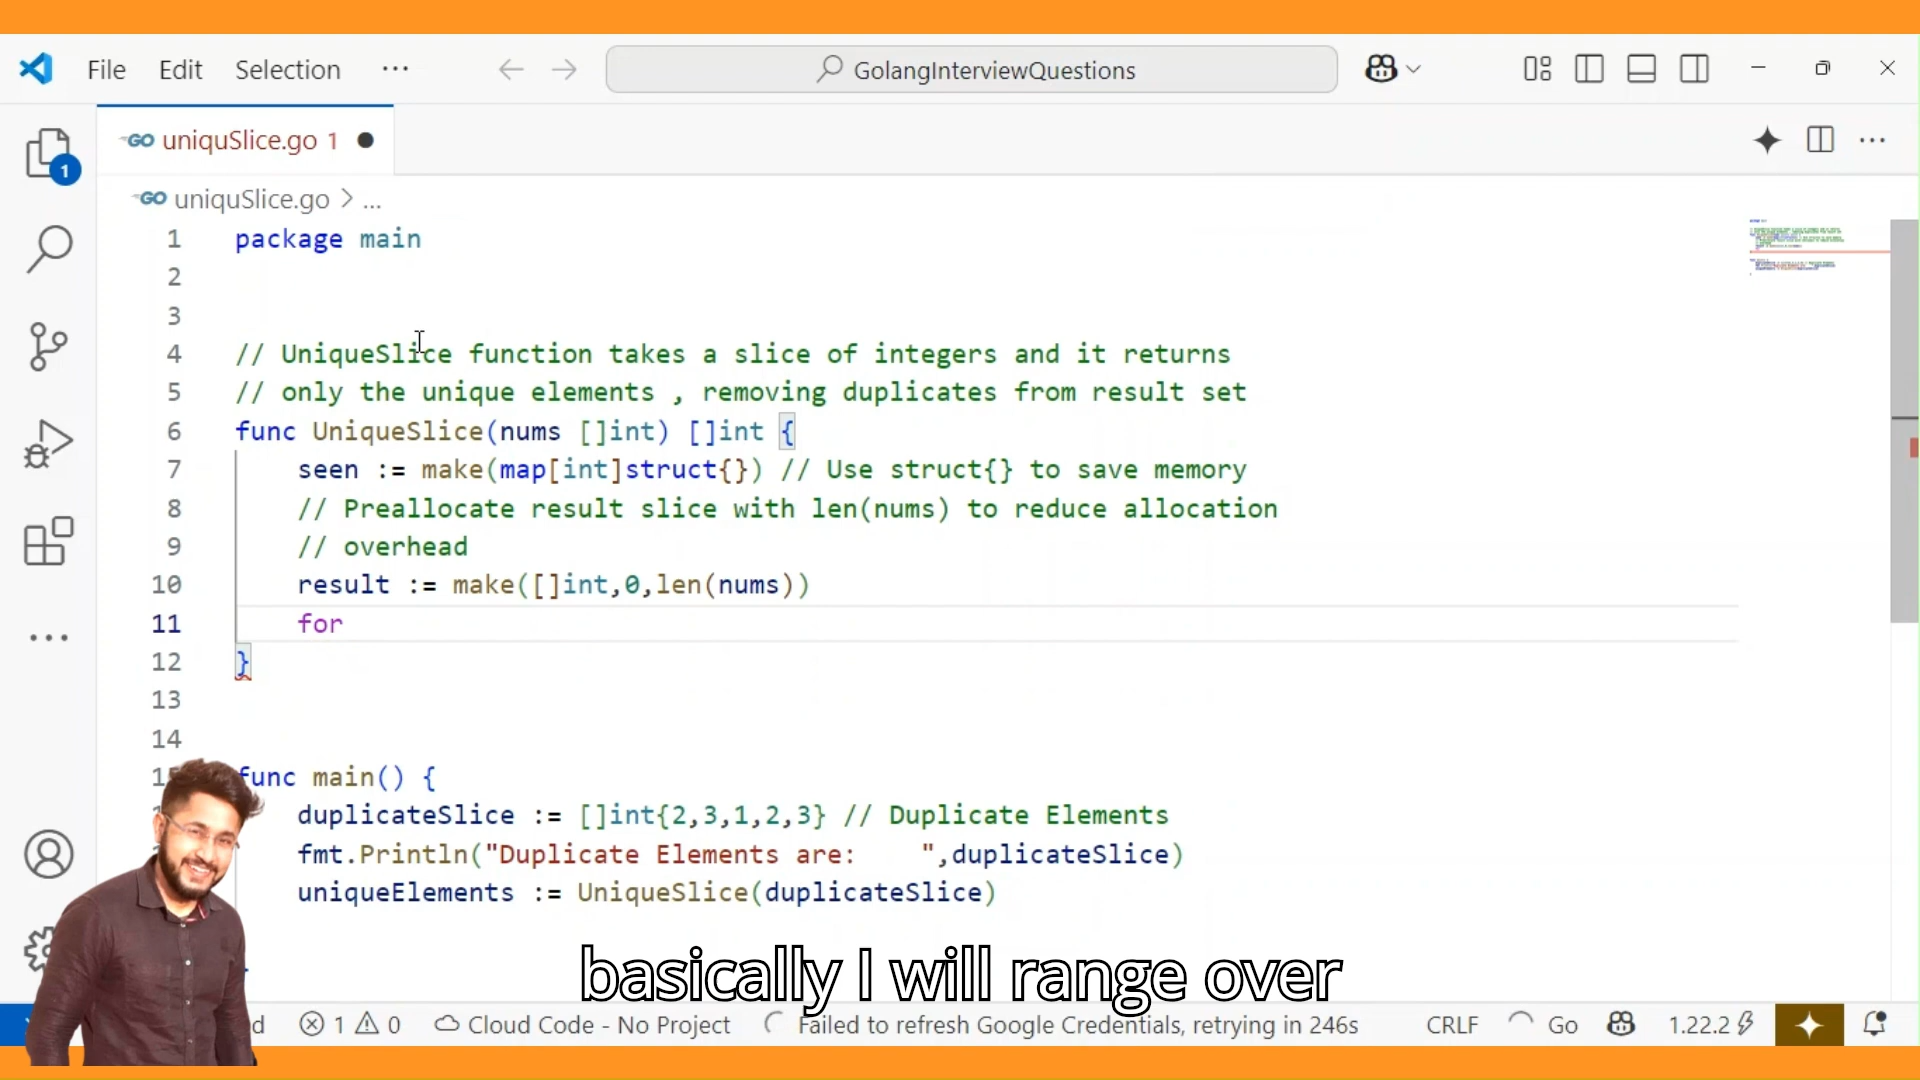 File Edit Selection ...
GolangInterviewQuestions
GO uniquSlice.go 1
1
GO uniquSlice.go > ...
1 package main
2
3
4 // UniqueSlice function takes a slice of integers and it returns
5 // only the unique elements , removing duplicates from result set
6 func UniqueSlice(nums []int) []int {
7 seen := make(map[int]struct{}) // Use struct{} to save memory
8 // Preallocate result slice with len(nums) to reduce allocation
9 // overhead
10 result := make([]int,0,len(nums))
11 for
12 }
13
14
func main() {
duplicateSlice := []int{2,3,1,2,3} // Duplicate Elements
fmt.Println("Duplicate Elements are:    ",duplicateSlice)
uniqueElements := UniqueSlice(duplicateSlice)
basically I will range over
1 0 Cloud Code - No Project Failed to refresh Google Credentials, retrying in 246s CRLF Go 1.22.2